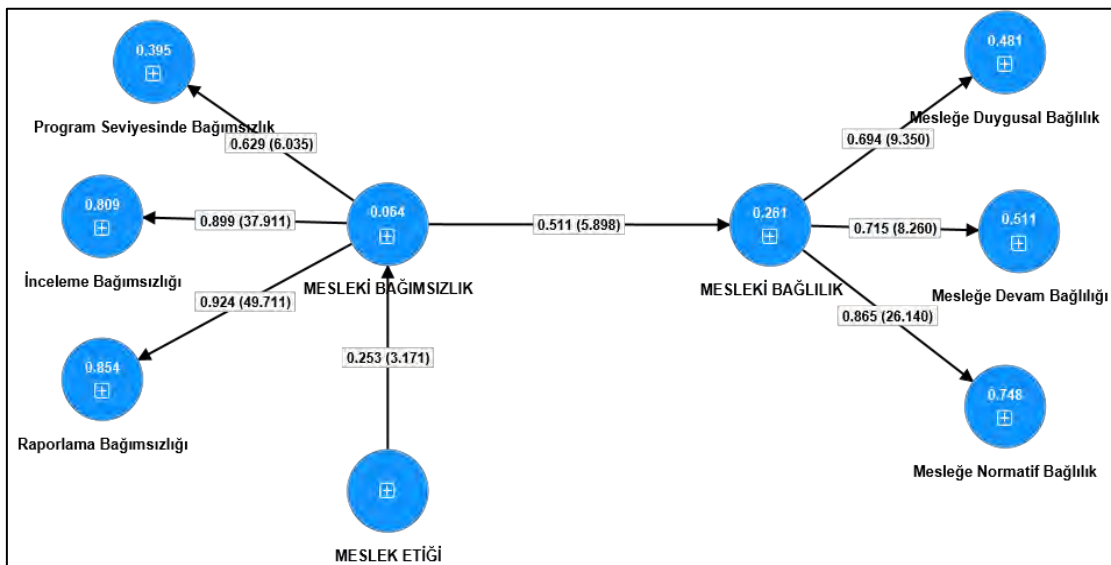 0.395
Program Seviyesinde Bağımsızlık
0.629 (6.035)
0.809
0.899 (37.911)
İnceleme Bağımsızlığı
0.924 (49.711)
0.854
Raporlama Bağımsızlığı
0.064
MESLEKİ BAĞIMSIZLIK
0.253 (3.171)
MESLEK ETİĞİ
0.511 (5.898)
0.261
MESLEKİ BAĞLILIK
0.481
Mesleğe Duygusal Bağlılık
0.694 (9.350)
0.715 (8.260)
0.511
Mesleğe Devam Bağlılığı
0.865 (26.140)
0.748
Mesleğe Normatif Bağlılık